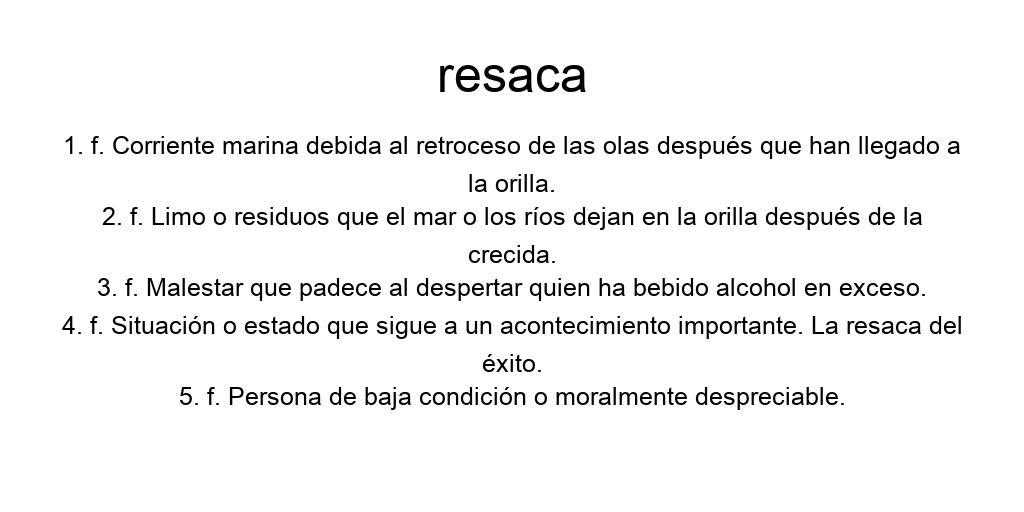 resaca
1. f. Corriente marina debida al retroceso de las olas después que han llegado a
la orilla.
2. f. Limo o residuos que el mar o los ríos dejan en la orilla después de la
crecida.
3. f. Malestar que padece al despertar quien ha bebido alcohol en exceso.
4. f. Situación o estado que sigue a un acontecimiento importante. La resaca del
éxito.
5. f. Persona de baja condición o moralmente despreciable.